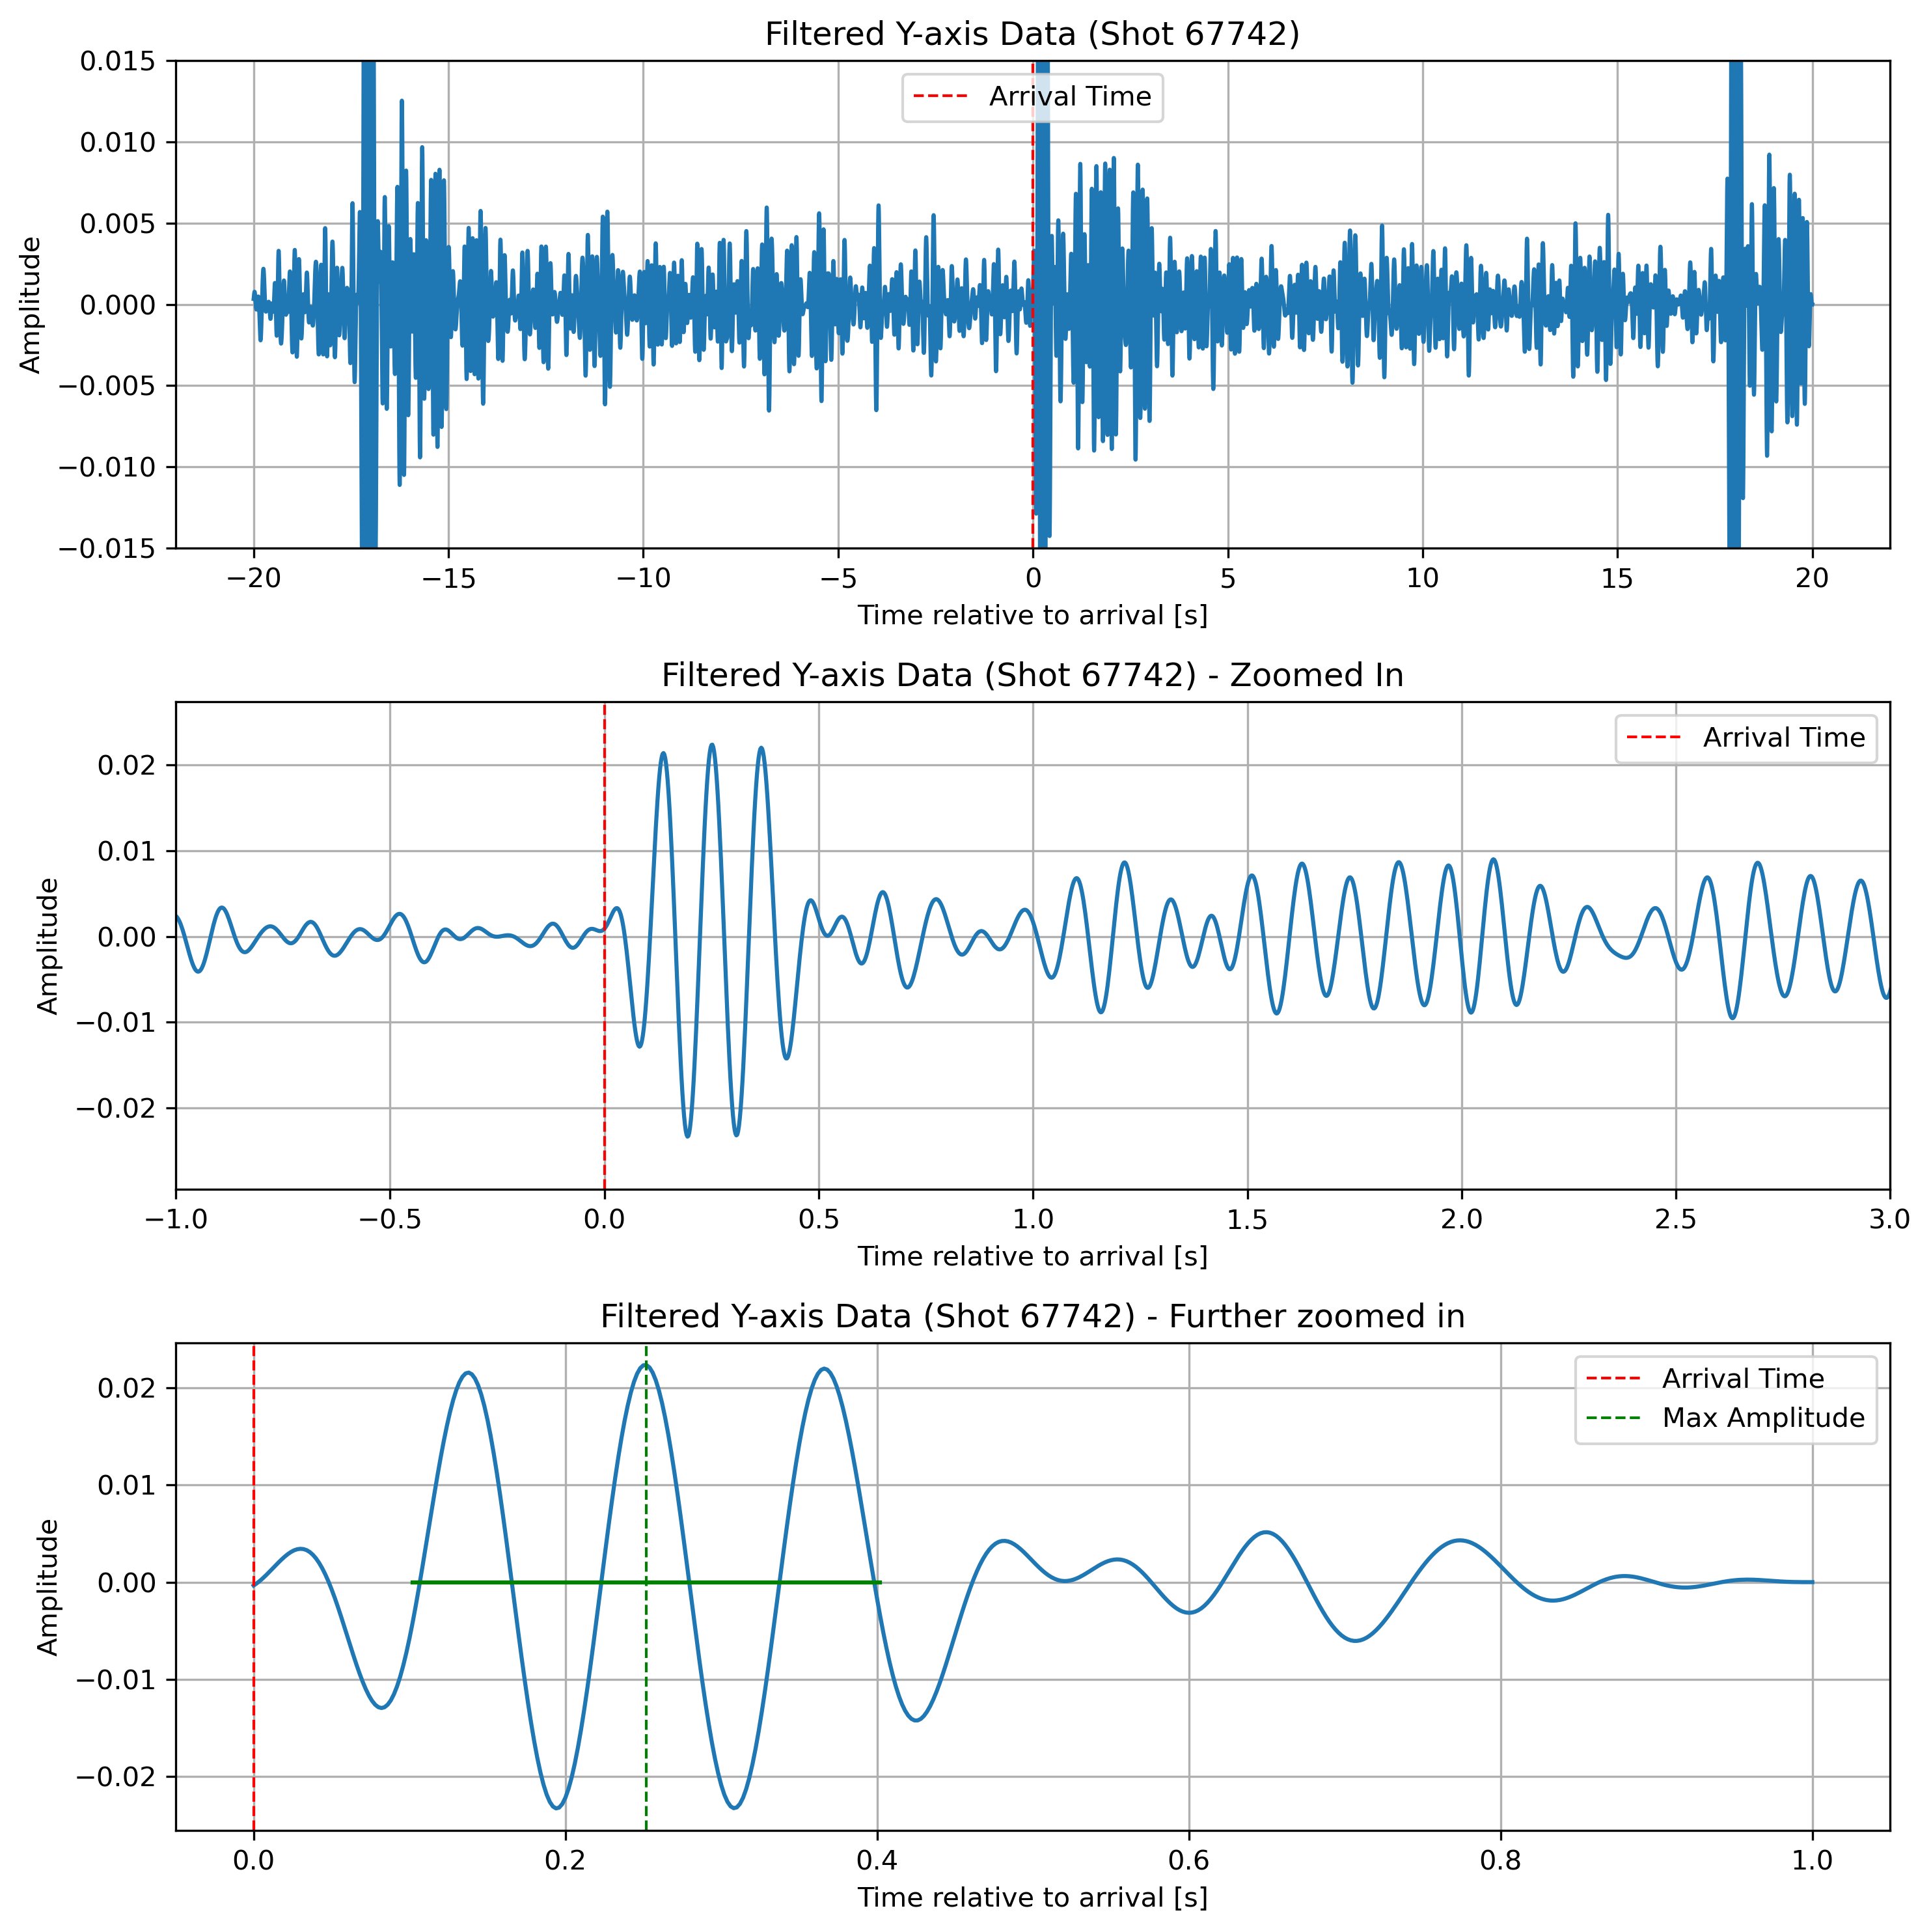 Filtered Y-axis Data (Shot 67742)
Arrival Time
0.015
0.010
0.005
0.000
−0.005
−0.010
−0.015
Amplitude
−20 −15 −10 −5 0 5 10 15 20
Time relative to arrival [s]
Filtered Y-axis Data (Shot 67742) - Zoomed In
Arrival Time
0.02
0.01
0.00
−0.01
−0.02
Amplitude
−1.0 −0.5 0.0 0.5 1.0 1.5 2.0 2.5 3.0
Time relative to arrival [s]
Filtered Y-axis Data (Shot 67742) - Further zoomed in
Arrival Time
Max Amplitude
0.02
0.01
0.00
−0.01
−0.02
Amplitude
0.0 0.2 0.4 0.6 0.8 1.0
Time relative to arrival [s]